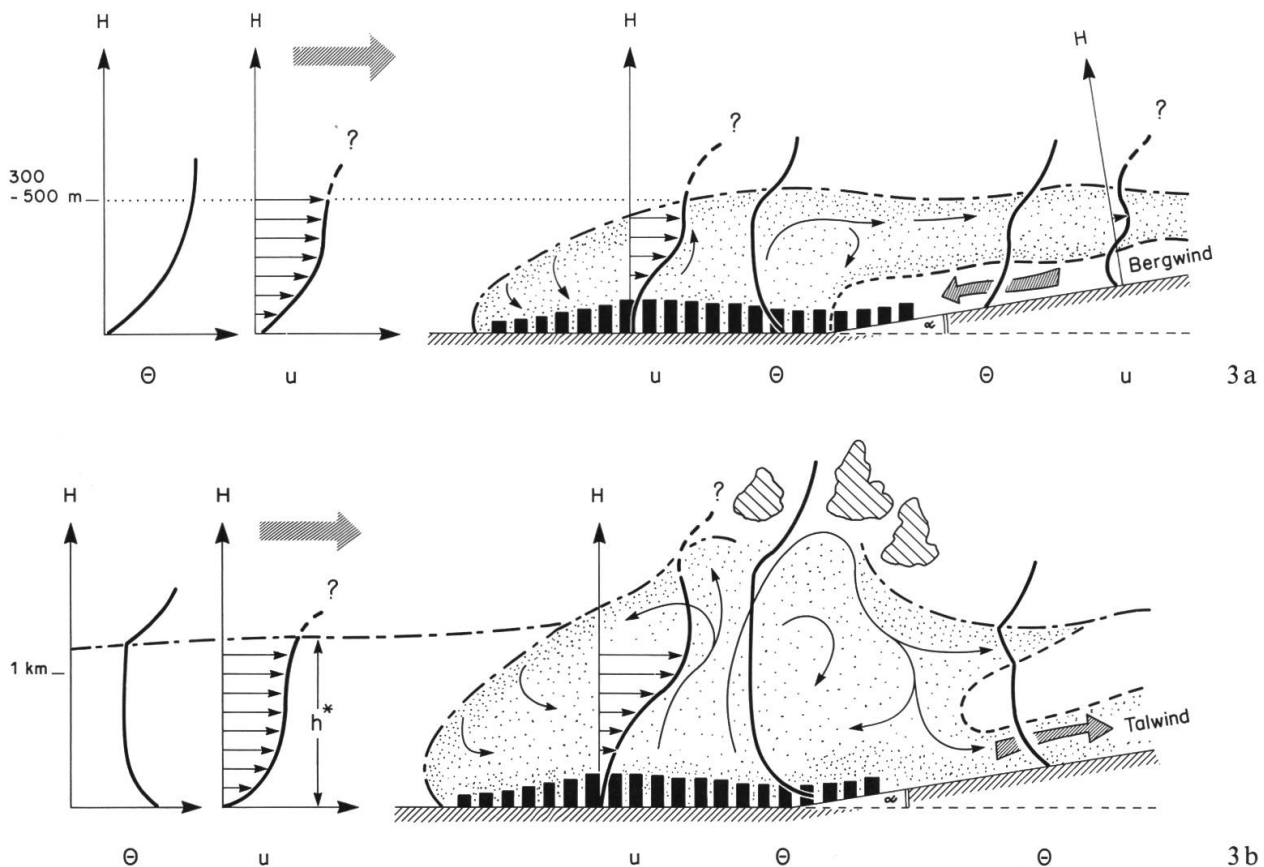 H
H
H
H
?
?
?
300
- 500 m
Bergwind
α
Θ
u
u
Θ
Θ
u
3a
H
H
H
?
?
1 km
h*
Talwind
α
Θ
u
u
Θ
Θ
3b